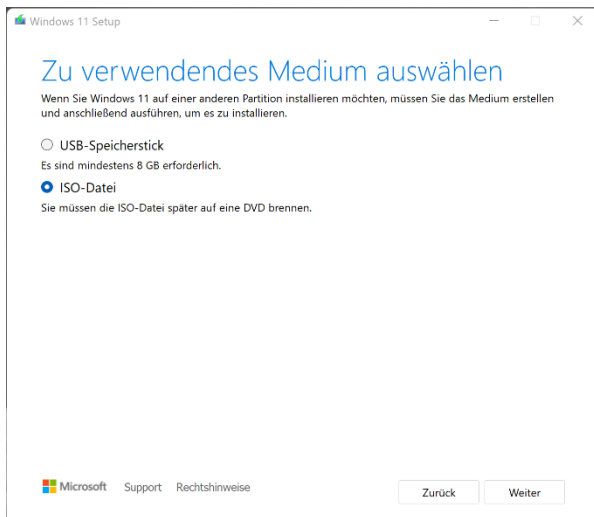 Windows 11 Setup
Zu verwendendes Medium auswählen
Wenn Sie Windows 11 auf einer anderen Partition installieren möchten, müssen Sie das Medium erstellen
und anschließend ausführen, um es zu installieren.
USB-Speicherstick
Es sind mindestens 8 GB erforderlich.
ISO-Datei
Sie müssen die ISO-Datei später auf eine DVD brennen.
Microsoft Support Rechtshinweise Zurück Weiter